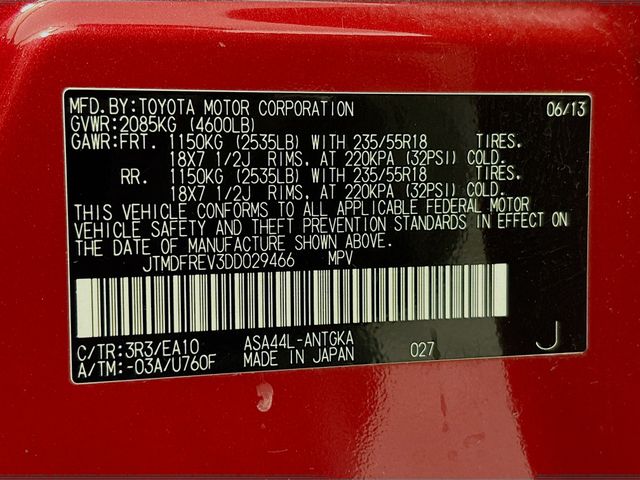 MFD.BY:TOYOTA MOTOR CORPORATION 06/13
GVWR:2085KG (4600LB)
GAWR:FRT. 1150KG (2535LB) WITH 235/55R18 TIRES.
18X7 1/2J RIMS. AT 220KPA (32PSI) COLD.
RR. 1150KG (2535LB) WITH 235/55R18 TIRES.
18X7 1/2J RIMS. AT 220KPA (32PSI) COLD.
THIS VEHICLE CONFORMS TO ALL APPLICABLE FEDERAL MOTOR
VEHICLE SAFETY AND THEFT PREVENTION STANDARDS IN EFFECT ON
THE DATE OF MANUFACTURE SHOWN ABOVE.
JTMDFREV3DD029466 MPV
C/TR:3R3/EA10 ASA44L-ANTGKA
A/TM:-03A/U760F MADE IN JAPAN 027 J